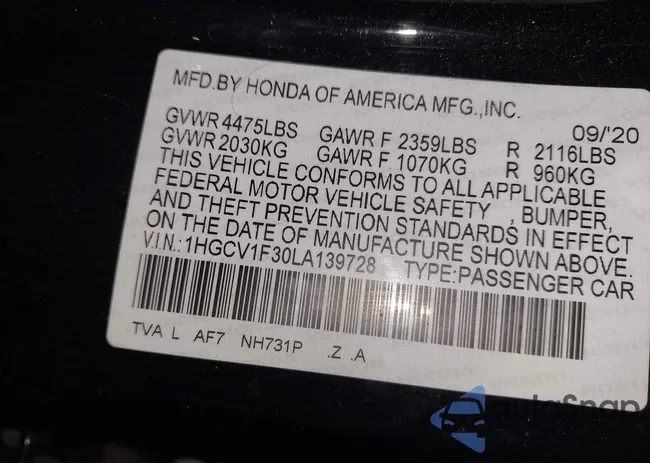 MFD.BY HONDA OF AMERICA MFG.,INC.
09/'20
GVWR 4475LBS GAWR F 2359LBS R 2116LBS
GVWR 2030KG GAWR F 1070KG R 960KG
THIS VEHICLE CONFORMS TO ALL APPLICABLE
FEDERAL MOTOR VEHICLE SAFETY , BUMPER,
AND THEFT PREVENTION STANDARDS IN EFFECT
ON THE DATE OF MANUFACTURE SHOWN ABOVE.
V.I.N.:1HGCV1F30LA139728 TYPE:PASSENGER CAR
TVA L AF7 NH731P .Z .A
autoSnap